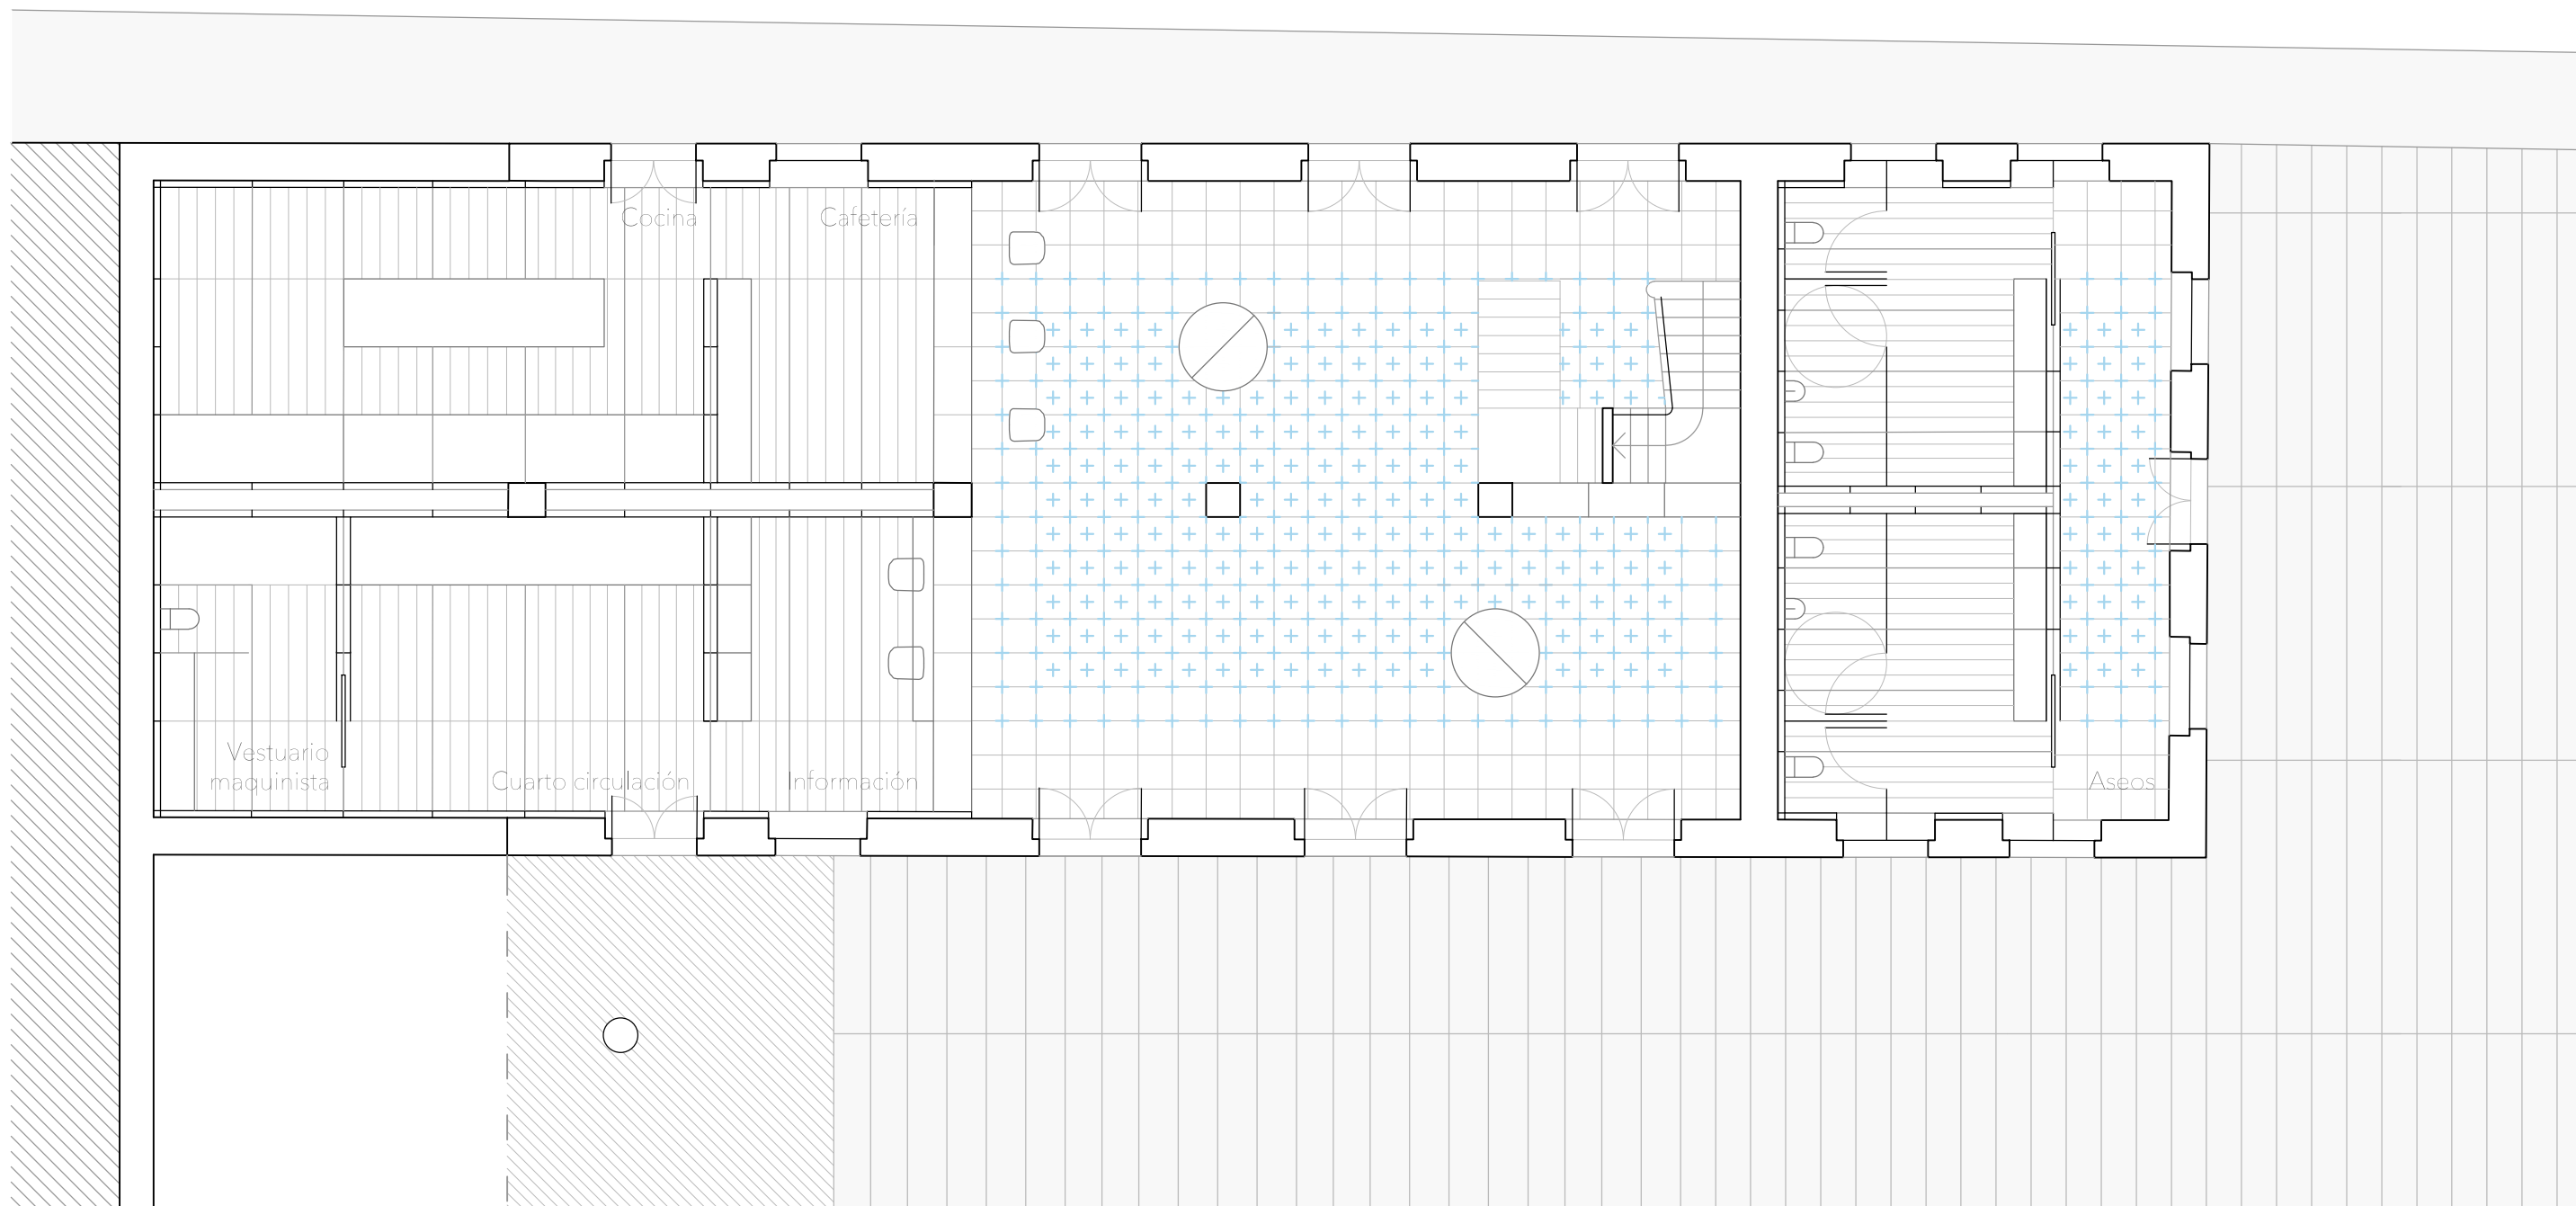 Cocina
Cafetería
Vestuario
maquinista
Cuarto circulación
Información
Aseos